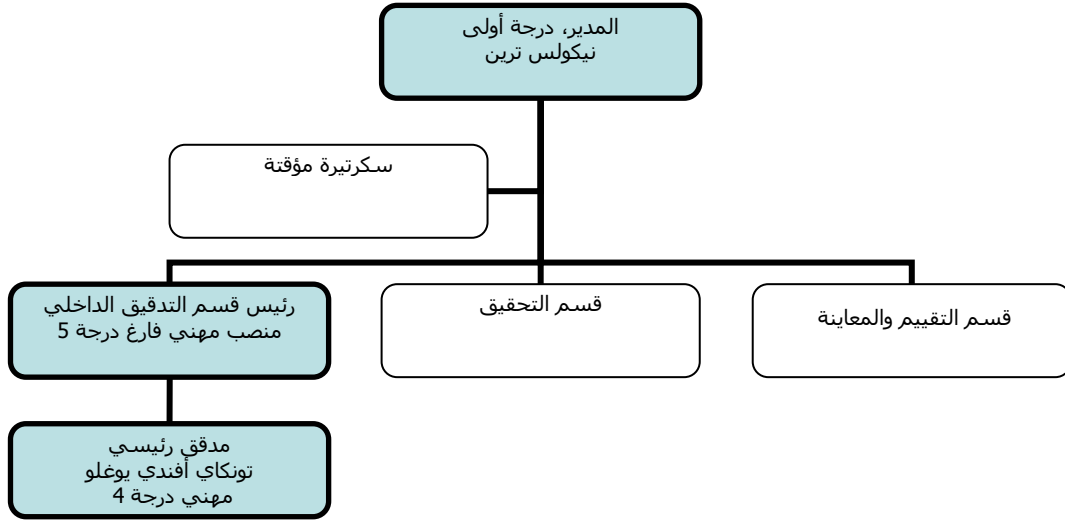 المدير، درجة أولى
نيكولس ترين
سكرتيرة مؤقتة
رئيس قسم التدقيق الداخلي
منصب مهني فارغ درجة 5
قسم التحقيق
قسم التقييم والمعاينة
مدقق رئيسي
تونكاي أفندي يوغلو
مهني درجة 4